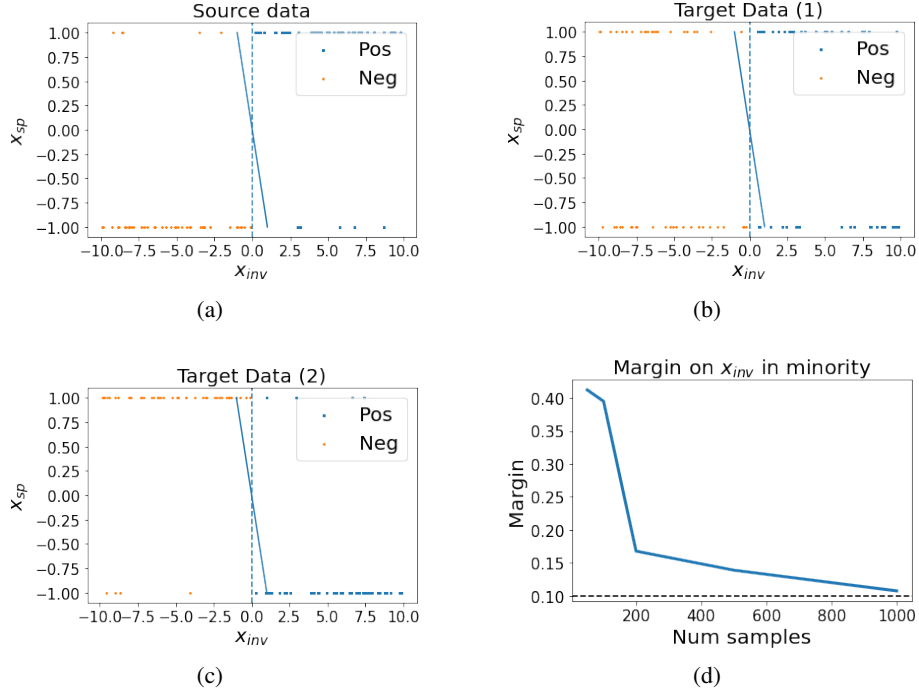 Source data
1.00
0.75
0.50
0.25
0.00
−0.25
−0.50
−0.75
−1.00
x_sp
Pos
Neg
−10.0 −7.5 −5.0 −2.5 0.0 2.5 5.0 7.5 10.0
x_inv
(a)
Target Data (1)
1.00
0.75
0.50
0.25
0.00
−0.25
−0.50
−0.75
−1.00
x_sp
Pos
Neg
−10.0 −7.5 −5.0 −2.5 0.0 2.5 5.0 7.5 10.0
x_inv
(b)
Target Data (2)
1.00
0.75
0.50
0.25
0.00
−0.25
−0.50
−0.75
−1.00
x_sp
Pos
Neg
−10.0 −7.5 −5.0 −2.5 0.0 2.5 5.0 7.5 10.0
x_inv
(c)
Margin on x_inv in minority
0.40
0.35
0.30
0.25
0.20
0.15
0.10
Margin
200 400 600 800 1000
Num samples
(d)